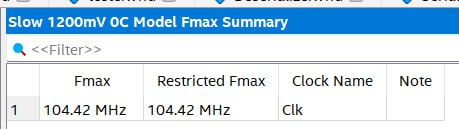 Slow 1200mV 0C Model Fmax Summary
<<Filter>>
Fmax Restricted Fmax Clock Name Note
1 104.42 MHz 104.42 MHz Clk